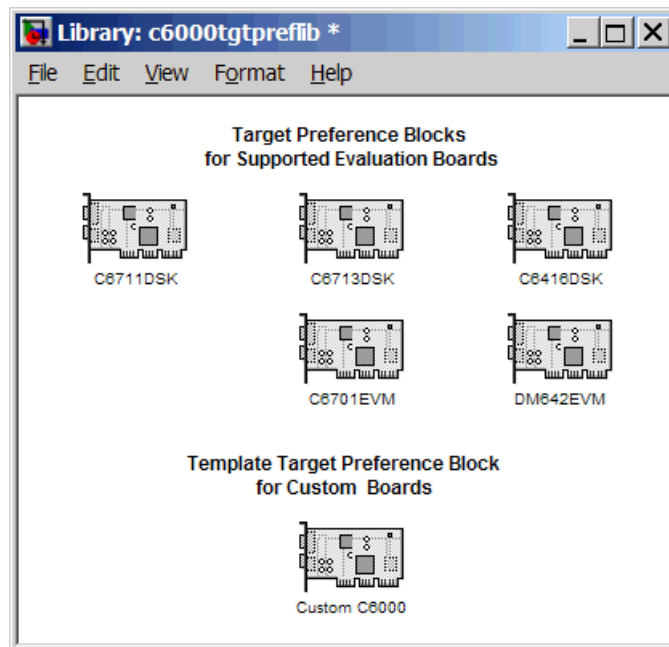 Library: c6000tgtpreflib *
File Edit View Format Help
Target Preference Blocks
for Supported Evaluation Boards
C6711DSK C6713DSK C6416DSK
C6701EVM DM642EVM
Template Target Preference Block
for Custom Boards
Custom C6000